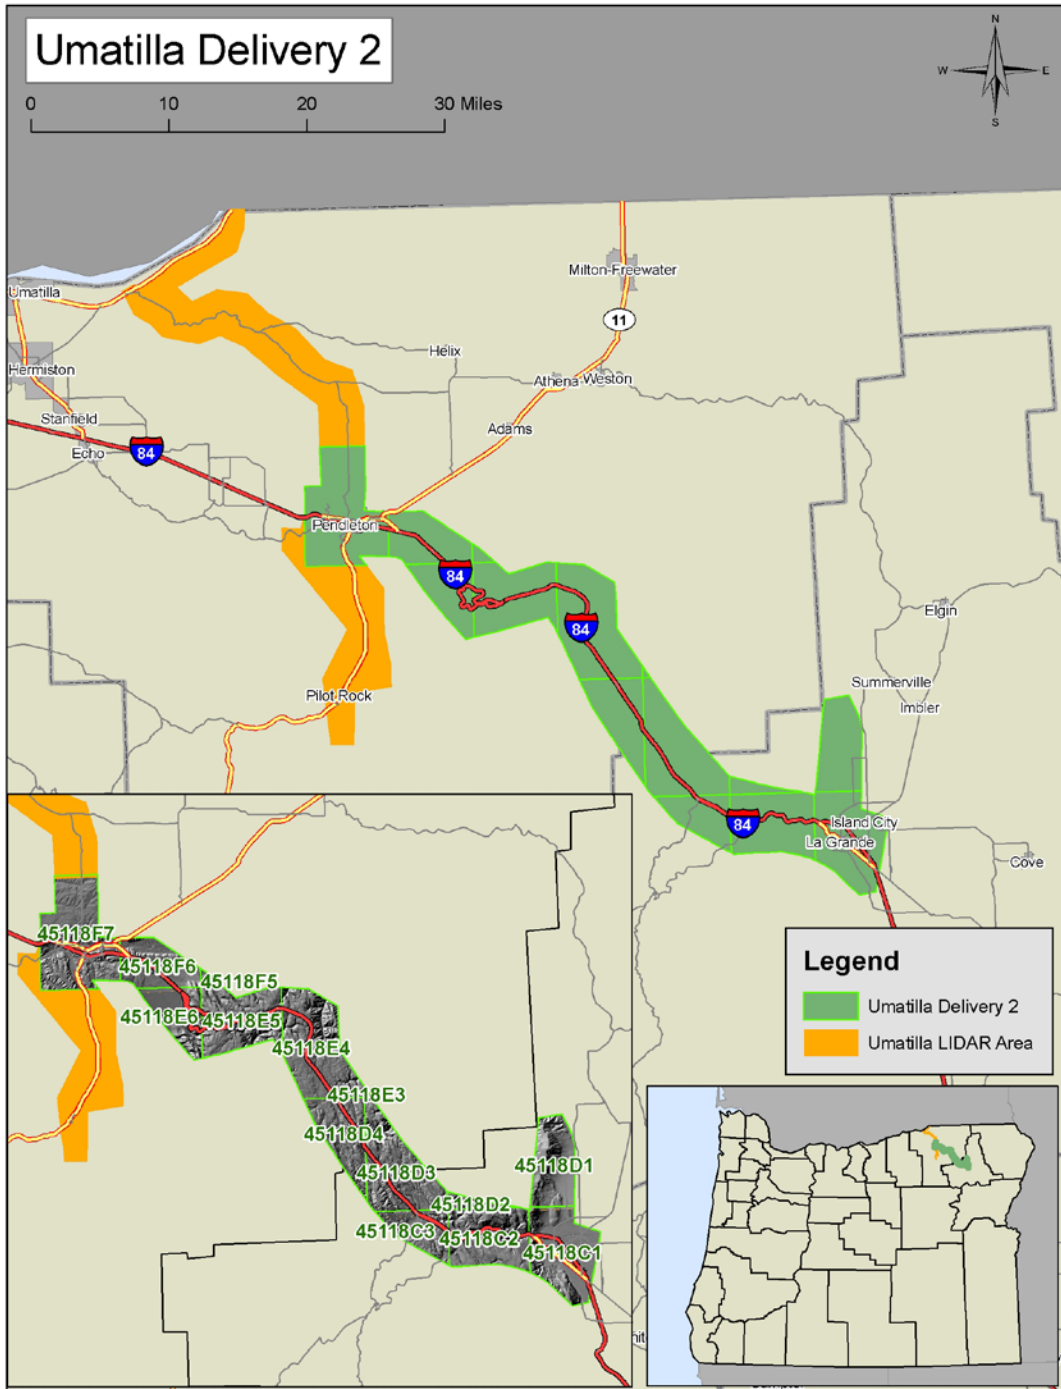 Umatilla Delivery 2
0 10 20 30 Miles
N
W E
S
Umatilla
Milton-Freewater
11
Helix
Hermiston
Athena Weston
Stanfield
Adams
Echo
84
Pendleton
84
84
Elgin
Summerville
Pilot Rock
Imbler
84
Island City
La Grande
Cove
45118F7
45118F6
45118F5
45118E6
45118E5
45118E4
45118E3
45118D4
45118D3
45118D1
45118D2
45118C3
45118C2
45118C1
Legend
Umatilla Delivery 2
Umatilla LIDAR Area